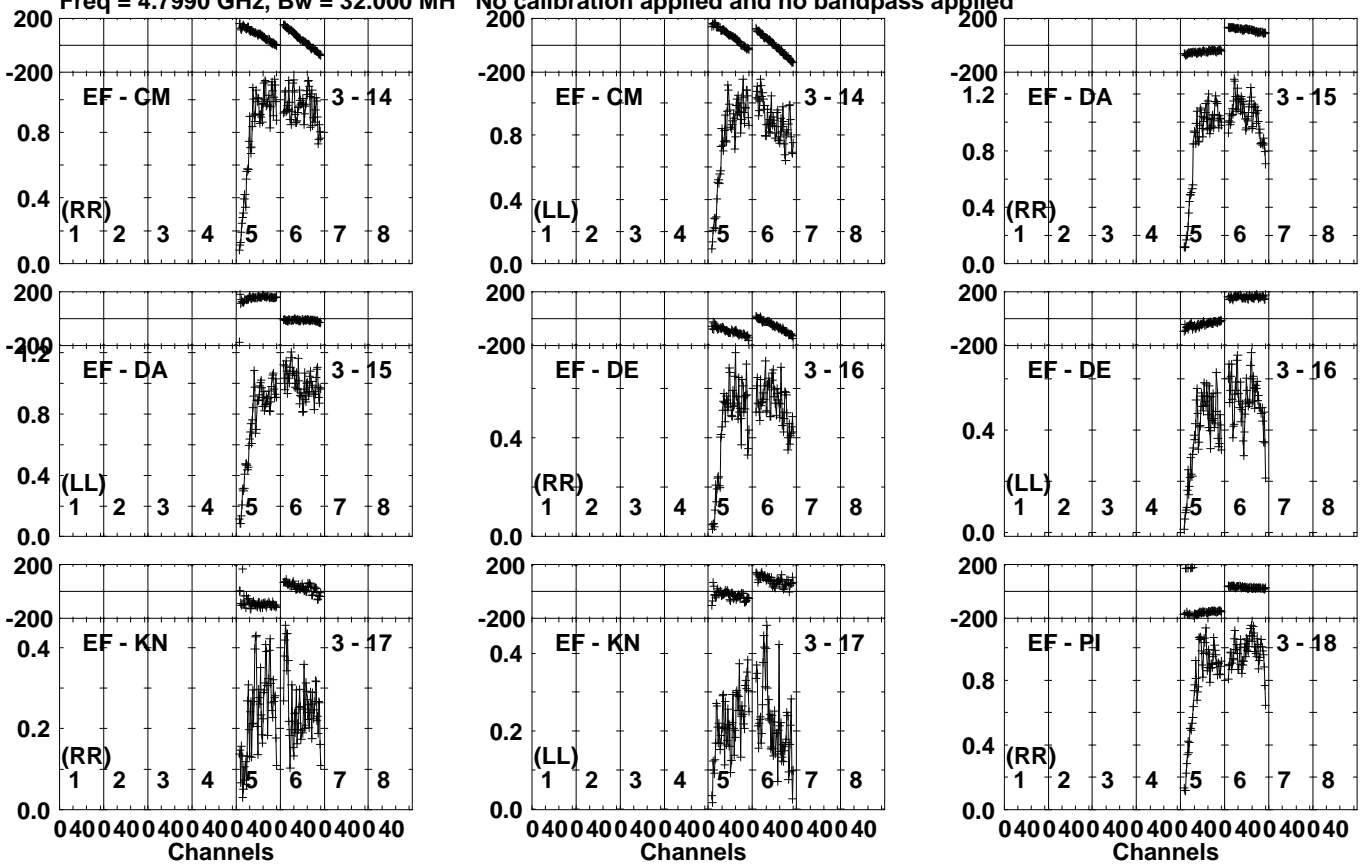 Freq = 4.7990 GHz, Bw = 32.000 MH No calibration applied and no bandpass applied
200 200 200
-200 -200 -200
EF - CM 3 - 14 EF - CM 3 - 14 1.2 EF - DA 3 - 15
0.8 0.8 0.8
0.4 0.4 0.4
(RR) (LL) (RR)
1 2 3 4 5 6 7 8 1 2 3 4 5 6 7 8 1 2 3 4 5 6 7 8
0.0 0.0 0.0
200 200 200
-200 -200 -200
1.2 EF - DA 3 - 15 EF - DE 3 - 16 EF - DE 3 - 16
0.8 0.4 0.4
0.4
(LL) (RR) (LL)
1 2 3 4 5 6 7 8 1 2 3 4 5 6 7 8 1 2 3 4 5 6 7 8
0.0 0.0 0.0
200 200 200
-200 -200 -200
EF - KN 3 - 17 EF - KN 3 - 17 EF - PI 3 - 18
0.4 0.4 0.8
0.2 0.2 0.4
(RR) (LL) (RR)
1 2 3 4 5 6 7 8 1 2 3 4 5 6 7 8 1 2 3 4 5 6 7 8
0.0 0.0 0.0
0 40 0 40 0 40 0 40 0 40 0 40 0 40 0 40 0 40 0 40 0 40 0 40 0 40 0 40 0 40 0 40 0 40 0 40 0 40 0 40 0 40 0 40 0 40 0 40
Channels Channels Channels